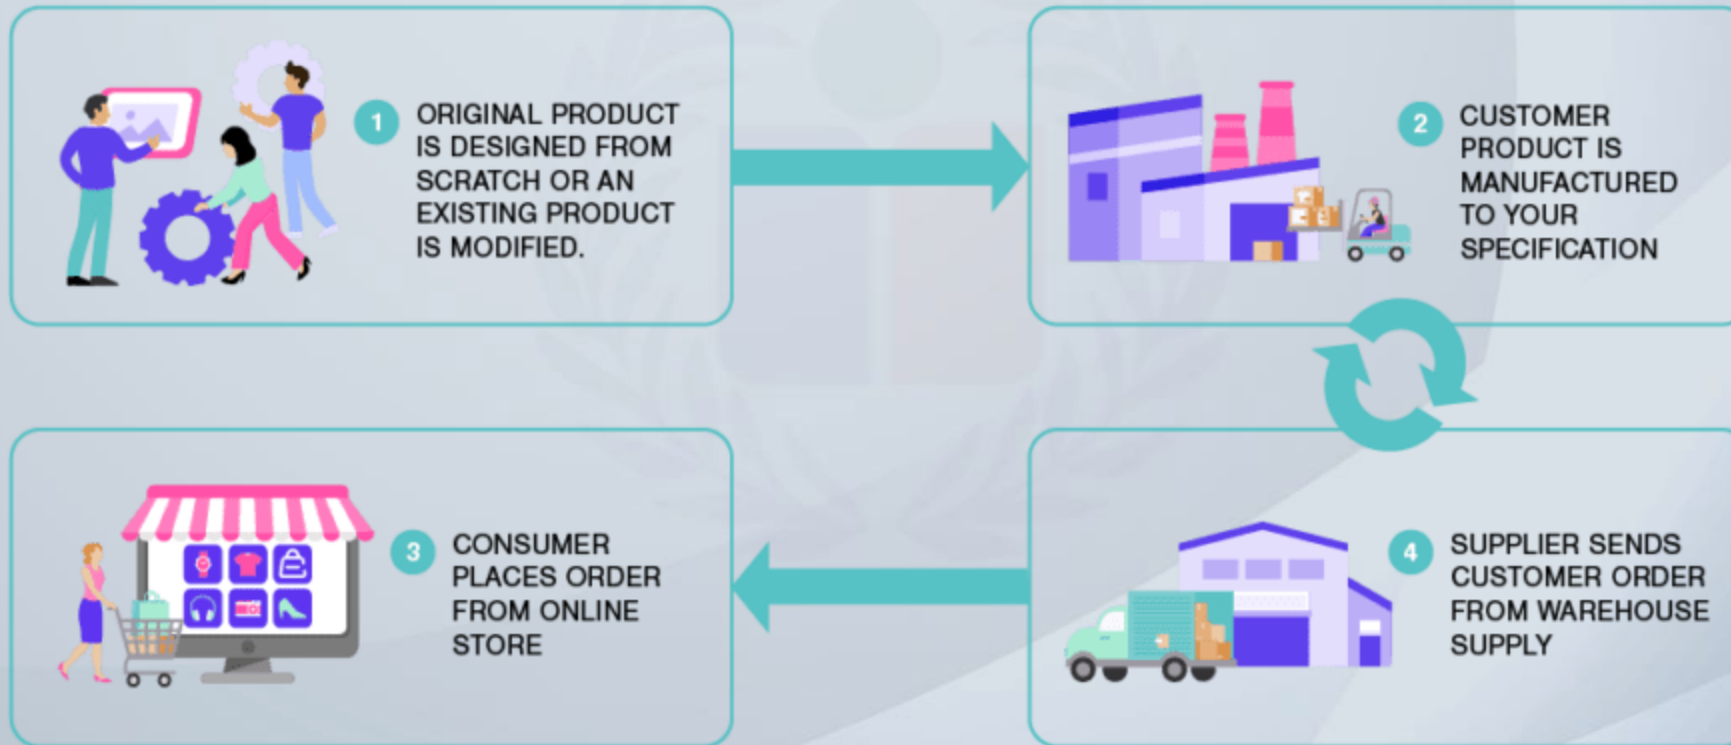 1
ORIGINAL PRODUCT
IS DESIGNED FROM
SCRATCH OR AN
EXISTING PRODUCT
IS MODIFIED.
2
CUSTOMER
PRODUCT IS
MANUFACTURED
TO YOUR
SPECIFICATION
3
CONSUMER
PLACES ORDER
FROM ONLINE
STORE
4
SUPPLIER SENDS
CUSTOMER ORDER
FROM WAREHOUSE
SUPPLY